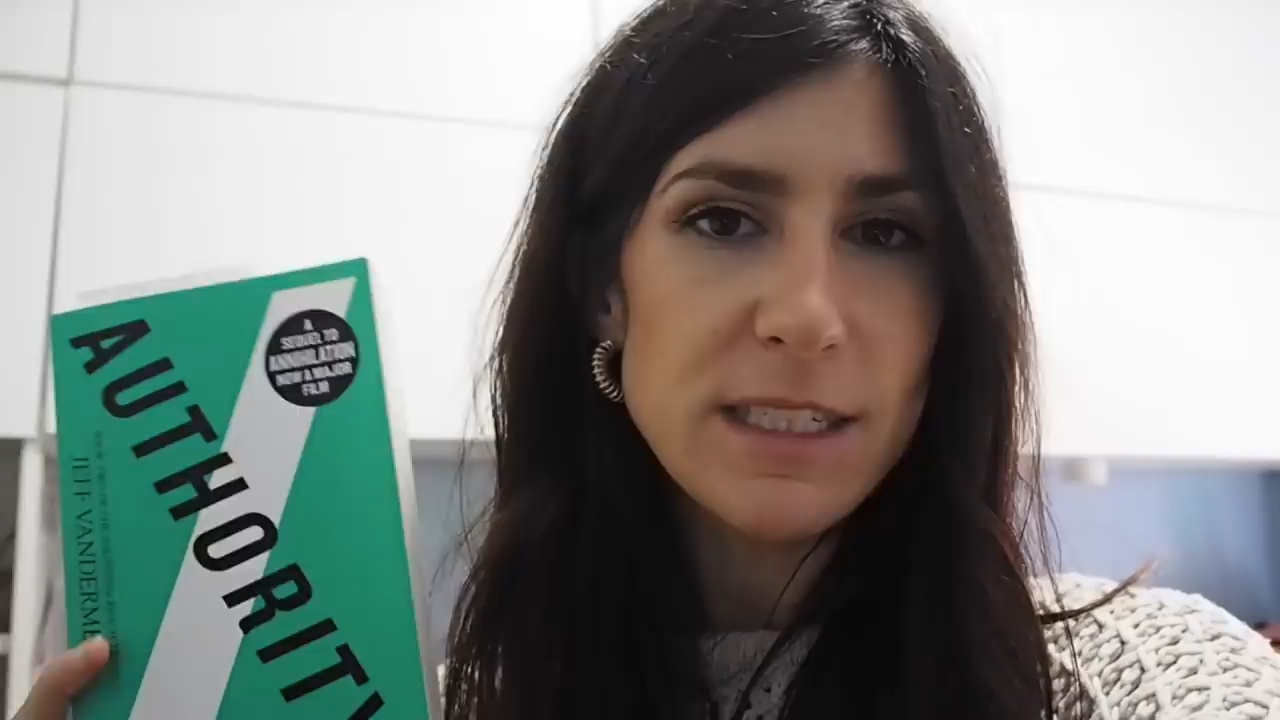 AUTHORITY
A
SEQUEL TO
ANNIHILATION
NOW A MAJOR
FILM
JEFF VANDERME